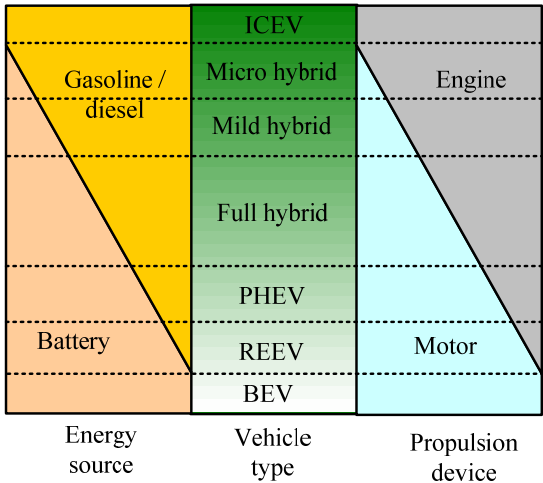 ICEV
Gasoline /
diesel
Micro hybrid
Engine
Mild hybrid
Full hybrid
PHEV
Battery
REEV
Motor
BEV
Energy
source
Vehicle
type
Propulsion
device